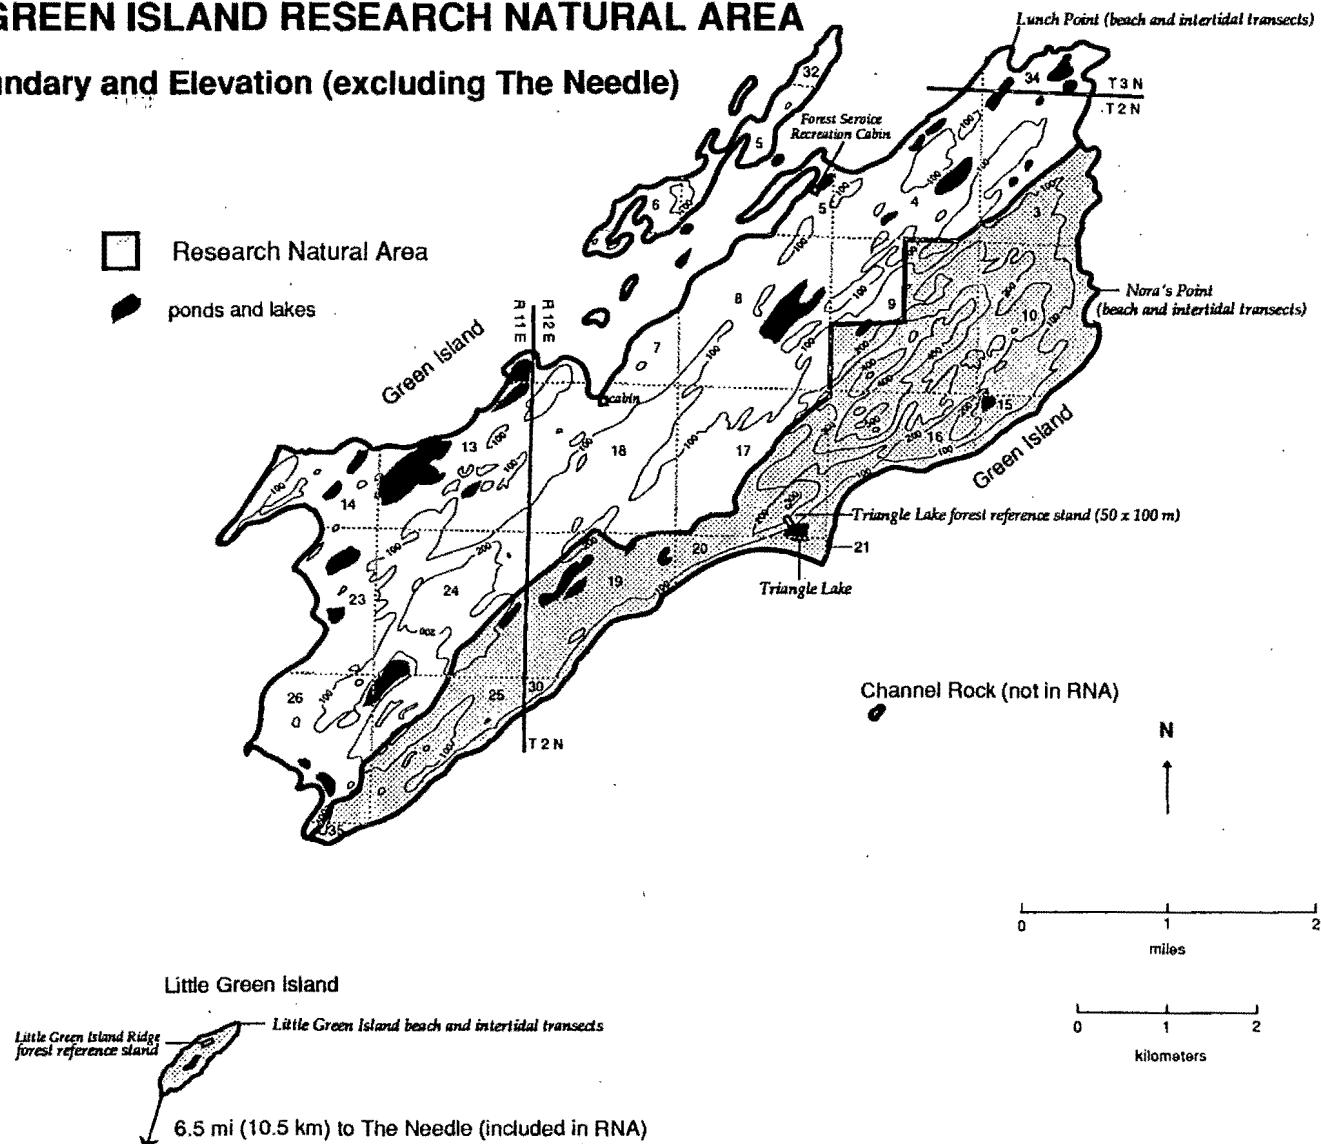 GREEN ISLAND RESEARCH NATURAL AREA
ndary and Elevation (excluding The Needle)
Lunch Point (beach and intertidal transects)
T 3 N
T 2 N
34
32
5
Forest Service
Recreation Cabin
6
5
4
3
100
Research Natural Area
ponds and lakes
R 11 E
R 12 E
8
9
10
Nora's Point
(beach and intertidal transects)
Green Island
7
cabin
13
18
17
16
15
Green Island
14
200
Triangle Lake forest reference stand (50 x 100 m)
20
21
19
Triangle Lake
23
24
26
25
30
T 2 N
35
Channel Rock (not in RNA)
N
0 1 2
miles
0 1 2
kilometers
Little Green Island
Little Green Island beach and intertidal transects
Little Green Island Ridge
forest reference stand
6.5 mi (10.5 km) to The Needle (included in RNA)